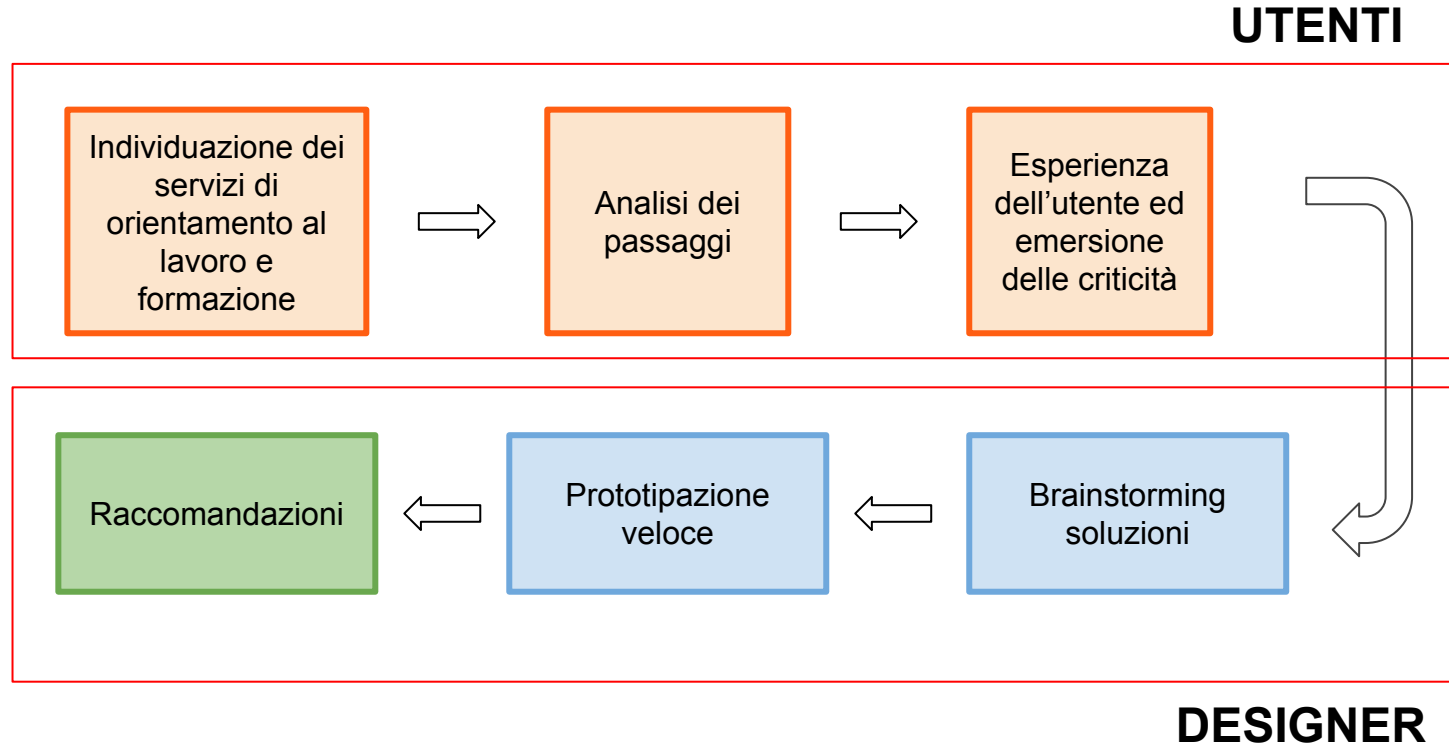 UTENTI
Individuazione dei
servizi di
orientamento al
lavoro e
formazione
Analisi dei
passaggi
Esperienza
dell’utente ed
emersione
delle criticità
Brainstorming
soluzioni
Prototipazione
veloce
Raccomandazioni
DESIGNER